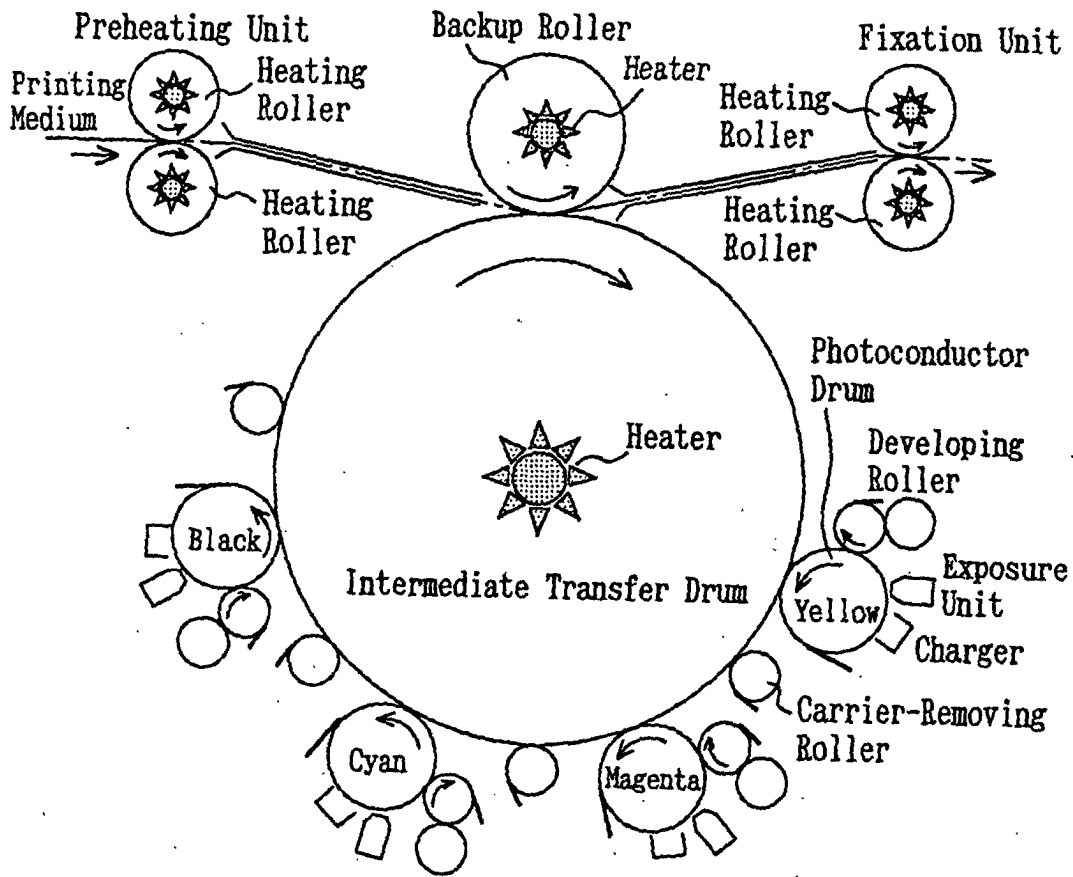 Preheating Unit
Backup Roller
Fixation Unit
Printing
Medium
Heating
Roller
Heater
Heating
Roller
Heating
Roller
Heating
Roller
Photoconductor
Drum
Heater
Developing
Roller
Black
Intermediate Transfer Drum
Yellow
Exposure
Unit
Charger
Carrier-Removing
Roller
Cyan
Magenta